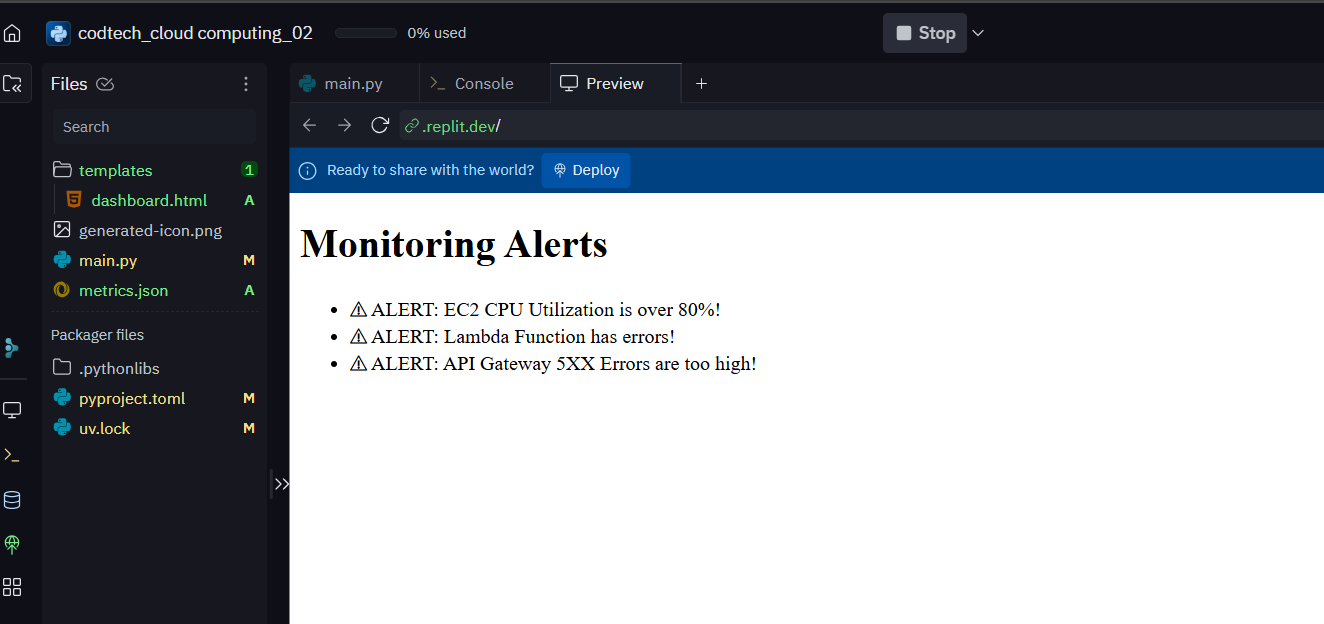 codtech_cloud computing_02 0% used Stop
Files main.py Console Preview
Search
.replit.dev/
Ready to share with the world? Deploy
templates 1
dashboard.html A
generated-icon.png
main.py M
metrics.json A
Packager files
.pythonlibs
pyproject.toml M
uv.lock M
Monitoring Alerts
⚠ ALERT: EC2 CPU Utilization is over 80%!
⚠ ALERT: Lambda Function has errors!
⚠ ALERT: API Gateway 5XX Errors are too high!